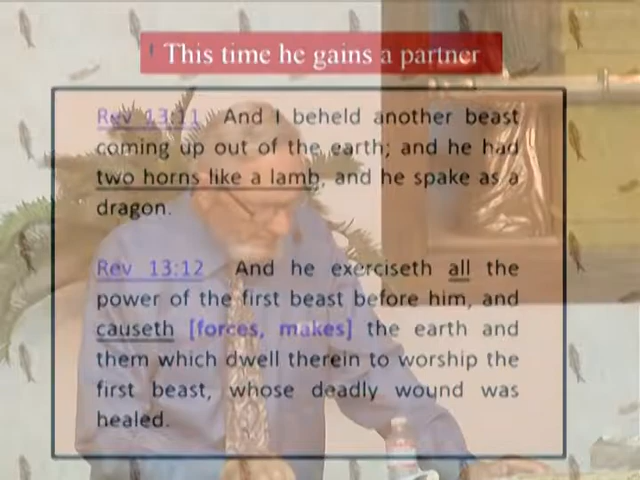 This time he gains a partner
Rev 13:11 And I beheld another beast
coming up out of the earth; and he had
two horns like a lamb, and he spake as a
dragon.
Rev 13:12 And he exerciseth all the
power of the first beast before him, and
causeth [forces, makes] the earth and
them which dwell therein to worship the
first beast, whose deadly wound was
healed.